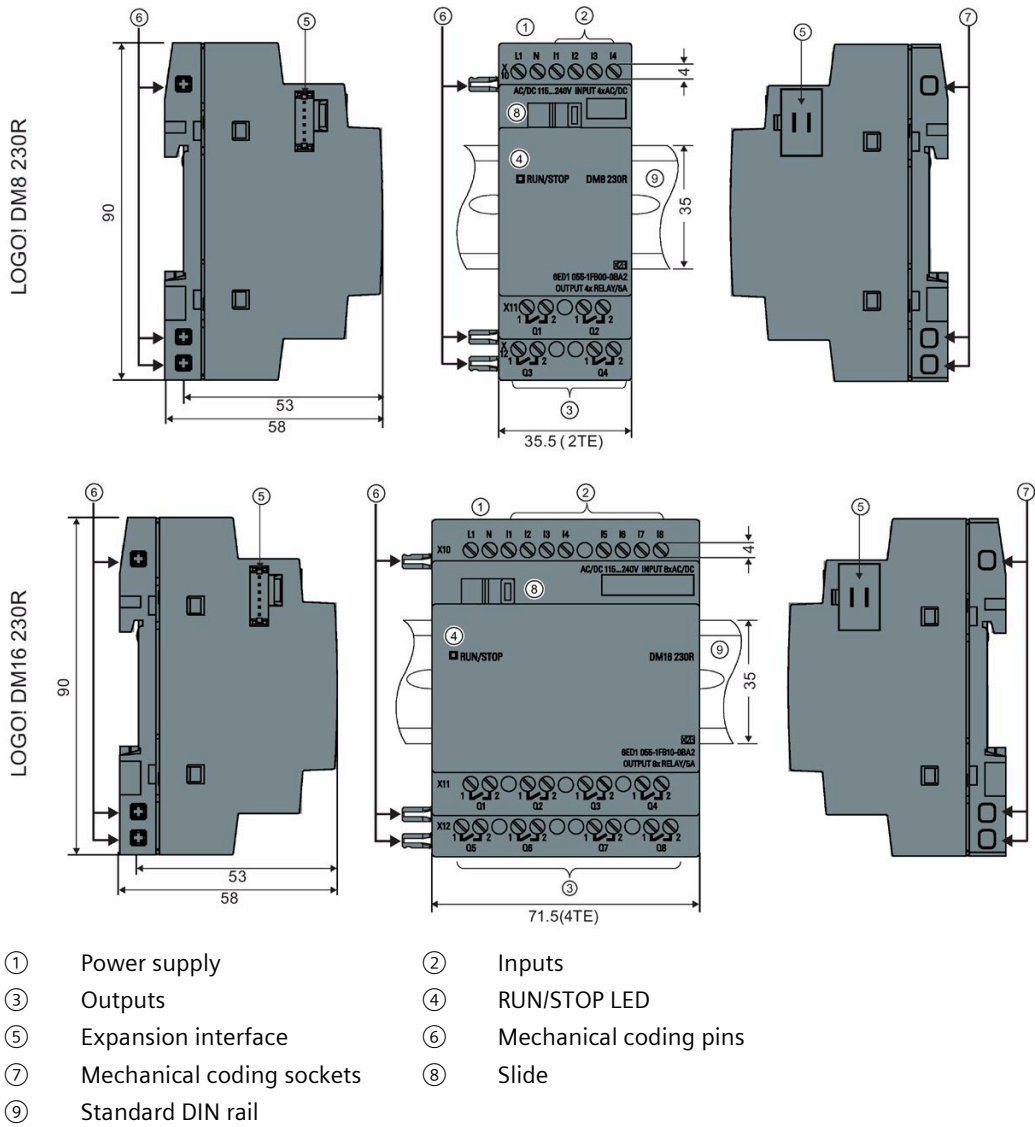 LOGO! DM8 230R
⑥ ⑤ ⑥ ① ② ⑤ ⑦
L1 N I1 I2 I3 I4
X
10
4
AC/DC 115...240V INPUT 4xAC/DC
⑧
④
RUN/STOP DM8 230R
⑨
90
35
6ED1 055-1FB00-0BA2
OUTPUT 4x RELAY/5A
X11
1 2 1 2
Q1 Q2
X
12
1 2 1 2
Q3 Q4
③
53
58
35.5 ( 2TE)
LOGO! DM16 230R
⑥ ⑤ ⑥ ① ② ⑤ ⑦
L1 N I1 I2 I3 I4 I5 I6 I7 I8
X10
4
AC/DC 115...240V INPUT 8xAC/DC
⑧
④
RUN/STOP DM16 230R
⑨
90
35
6ED1 055-1FB10-0BA2
OUTPUT 8x RELAY/5A
X11
1 2 1 2 1 2 1 2
Q1 Q2 Q3 Q4
X12
1 2 1 2 1 2 1 2
Q5 Q6 Q7 Q8
③
53
58
71.5(4TE)
① Power supply ② Inputs
③ Outputs ④ RUN/STOP LED
⑤ Expansion interface ⑥ Mechanical coding pins
⑦ Mechanical coding sockets ⑧ Slide
⑨ Standard DIN rail